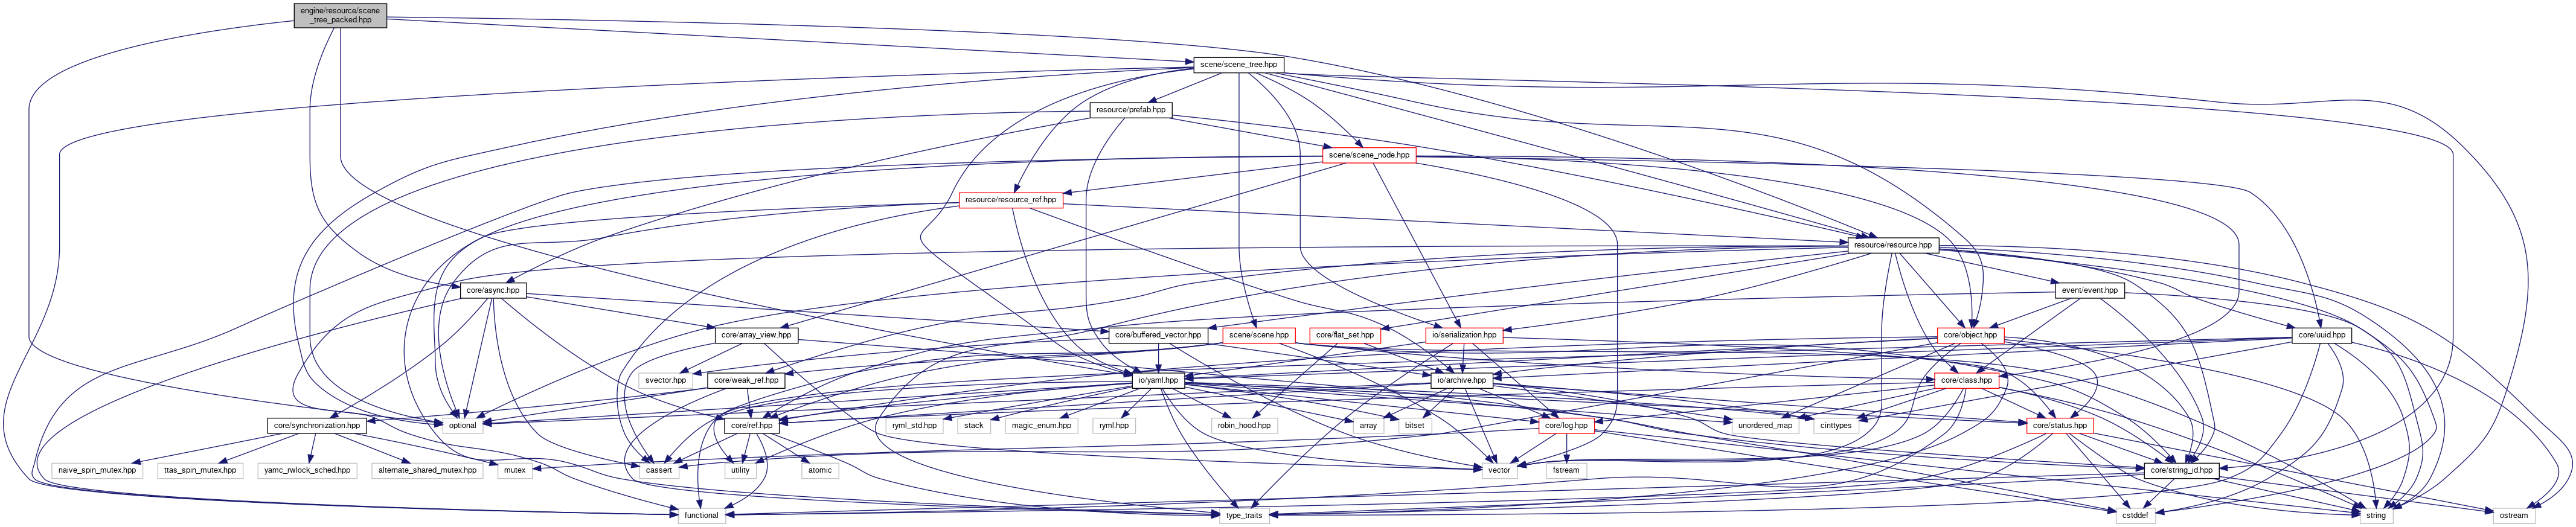 engine/resource/scene
_tree_packed.hpp
scene/scene_tree.hpp
resource/prefab.hpp
scene/scene_node.hpp
resource/resource_ref.hpp
resource/resource.hpp
core/async.hpp
event/event.hpp
core/array_view.hpp
core/buffered_vector.hpp
scene/scene.hpp
core/flat_set.hpp
io/serialization.hpp
core/object.hpp
core/uuid.hpp
svector.hpp
core/weak_ref.hpp
io/yaml.hpp
io/archive.hpp
core/class.hpp
core/synchronization.hpp
optional
core/ref.hpp
ryml_std.hpp
stack
magic_enum.hpp
ryml.hpp
robin_hood.hpp
array
bitset
core/log.hpp
unordered_map
cinttypes
core/status.hpp
naive_spin_mutex.hpp
ttas_spin_mutex.hpp
yamc_rwlock_sched.hpp
alternate_shared_mutex.hpp
mutex
cassert
utility
atomic
vector
fstream
core/string_id.hpp
functional
type_traits
cstddef
string
ostream